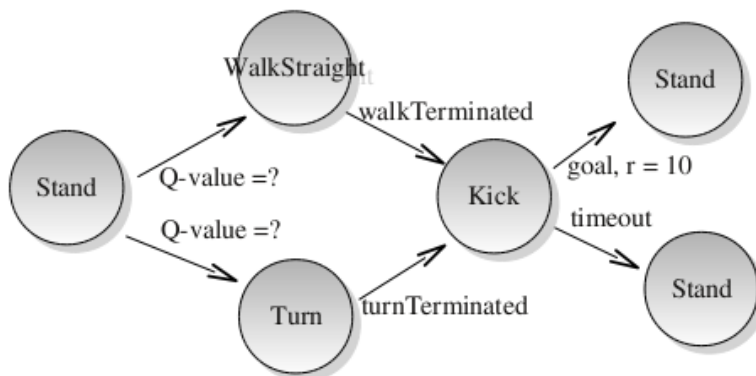 WalkStraight
Stand
walkTerminated
Stand
Q-value =?
goal, r = 10
Kick
Q-value =?
timeout
Turn
turnTerminated
Stand